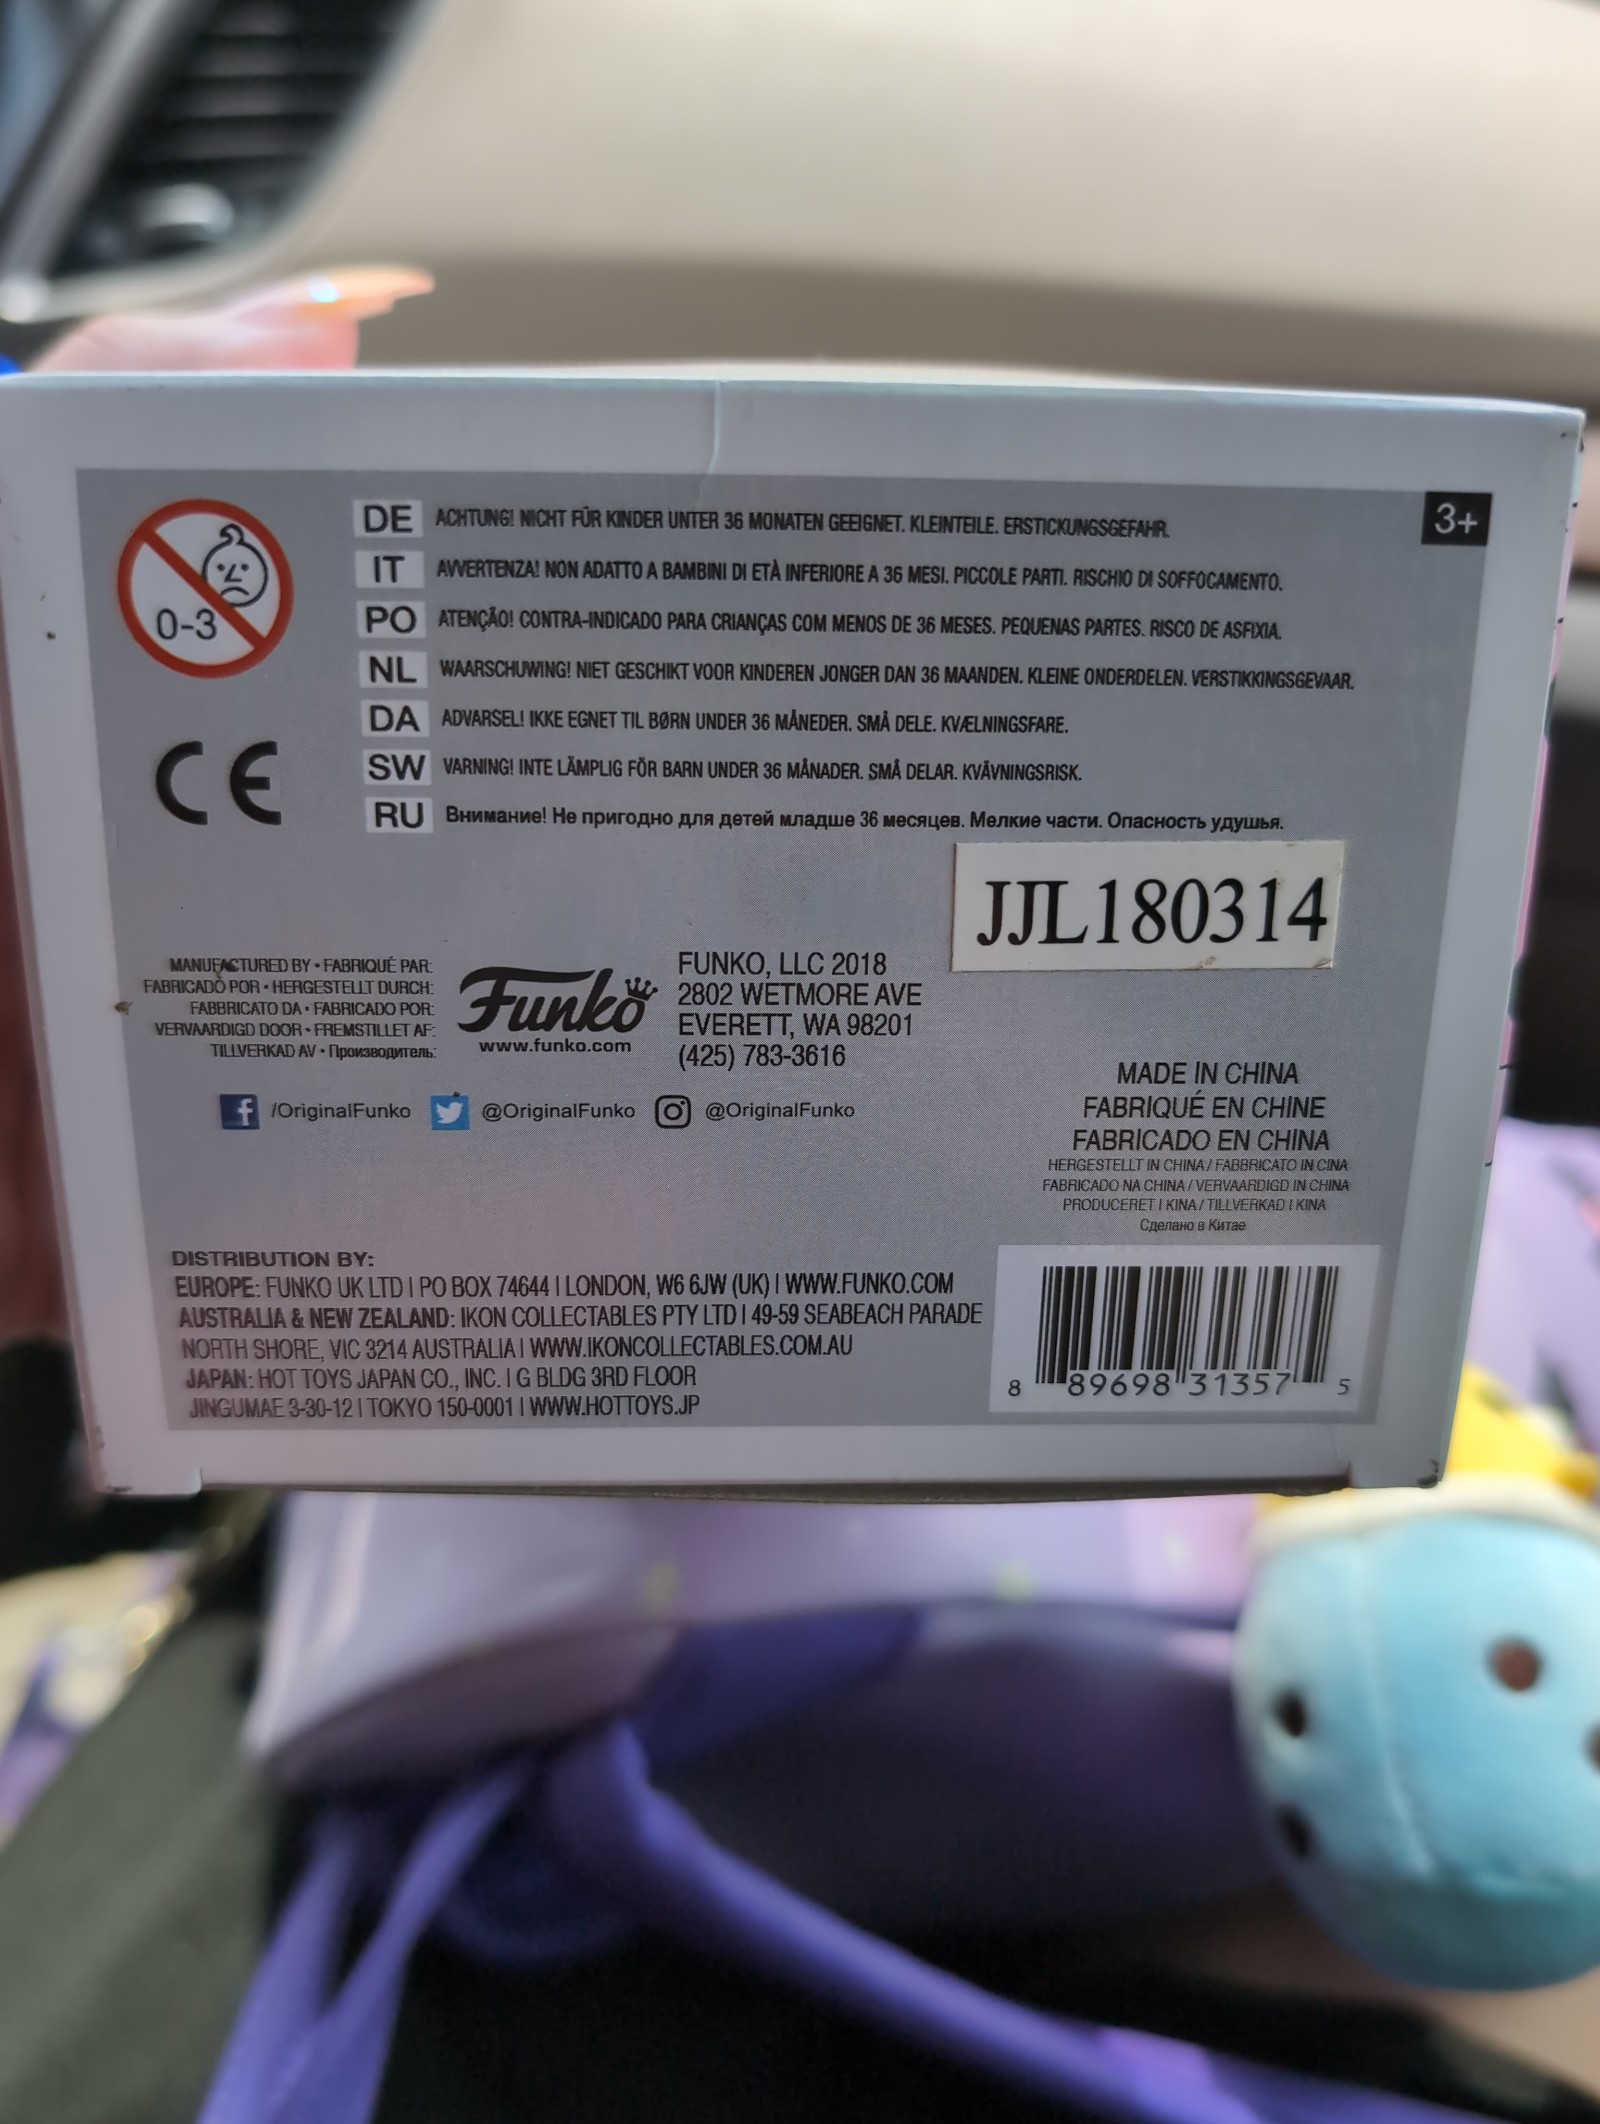 DE ACHTUNG! NICHT FÜR KINDER UNTER 36 MONATEN GEEIGNET. KLEINTEILE. ERSTICKUNGSGEFAHR.
3+
IT AVVERTENZA! NON ADATTO A BAMBINI DI ETÀ INFERIORE A 36 MESI. PICCOLE PARTI. RISCHIO DI SOFFOCAMENTO.
0-3
PO ATENÇÃO! CONTRA-INDICADO PARA CRIANÇAS COM MENOS DE 36 MESES. PEQUENAS PARTES. RISCO DE ASFIXIA.
NL WAARSCHUWING! NIET GESCHIKT VOOR KINDEREN JONGER DAN 36 MAANDEN. KLEINE ONDERDELEN. VERSTIKKINGSGEVAAR.
DA ADVARSEL! IKKE EGNET TIL BØRN UNDER 36 MÅNEDER. SMÅ DELE. KVÆLNINGSFARE.
CE
SW VARNING! INTE LÄMPLIG FÖR BARN UNDER 36 MÅNADER. SMÅ DELAR. KVÄVNINGSRISK.
RU Внимание! Не пригодно для детей младше 36 месяцев. Мелкие части. Опасность удушья.
JJL180314
MANUFACTURED BY • FABRIQUÉ PAR:
FABRICADO POR • HERGESTELLT DURCH:
FABBRICATO DA • FABRICADO POR:
VERVAARDIGD DOOR • FREMSTILLET AF:
TILLVERKAD AV • Производитель:
Funko
www.funko.com
FUNKO, LLC 2018
2802 WETMORE AVE
EVERETT, WA 98201
(425) 783-3616
/OriginalFunko @OriginalFunko @OriginalFunko
MADE IN CHINA
FABRIQUÉ EN CHINE
FABRICADO EN CHINA
HERGESTELLT IN CHINA / FABBRICATO IN CINA
FABRICADO NA CHINA / VERVAARDIGD IN CHINA
PRODUCERET I KINA / TILLVERKAD I KINA
Сделано в Китае
DISTRIBUTION BY:
EUROPE: FUNKO UK LTD | PO BOX 74644 | LONDON, W6 6JW (UK) | WWW.FUNKO.COM
AUSTRALIA & NEW ZEALAND: IKON COLLECTABLES PTY LTD | 49-59 SEABEACH PARADE
NORTH SHORE, VIC 3214 AUSTRALIA | WWW.IKONCOLLECTABLES.COM.AU
JAPAN: HOT TOYS JAPAN CO., INC. | G BLDG 3RD FLOOR
JINGUMAE 3-30-12 | TOKYO 150-0001 | WWW.HOTTOYS.JP
8 89698 31357 5